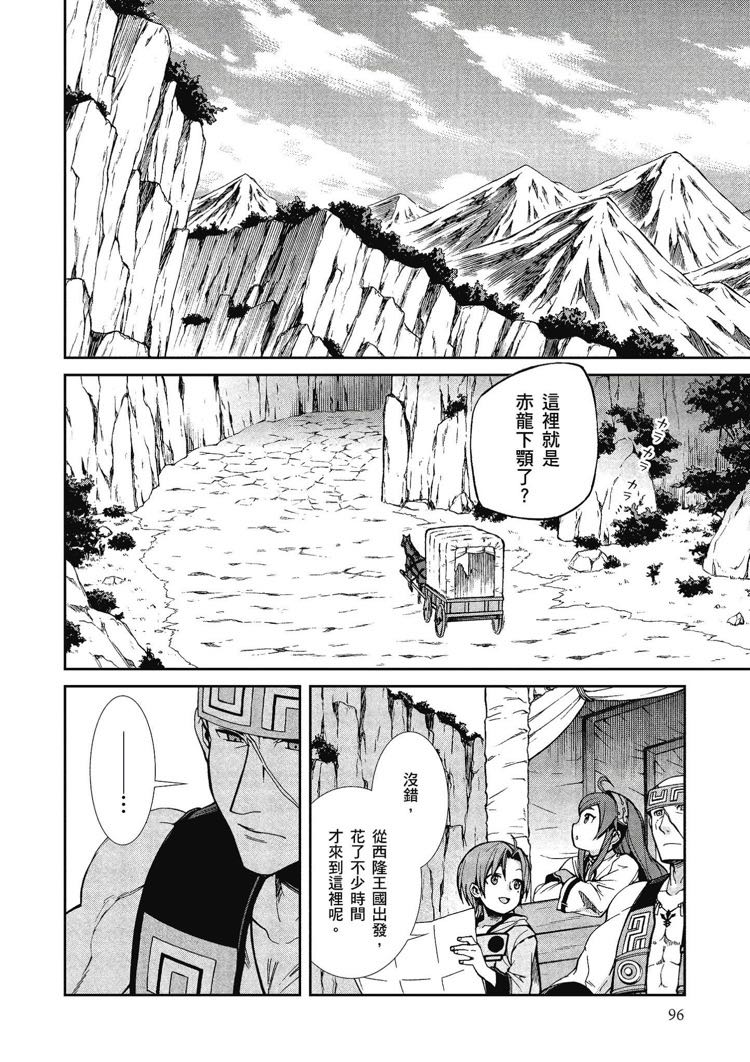 這裡就是
赤龍下顎了？
カラ
カラ
カラ
沒錯，
從西隆王國出發，
花了不少時間
才來到這裡呢。
——…
96